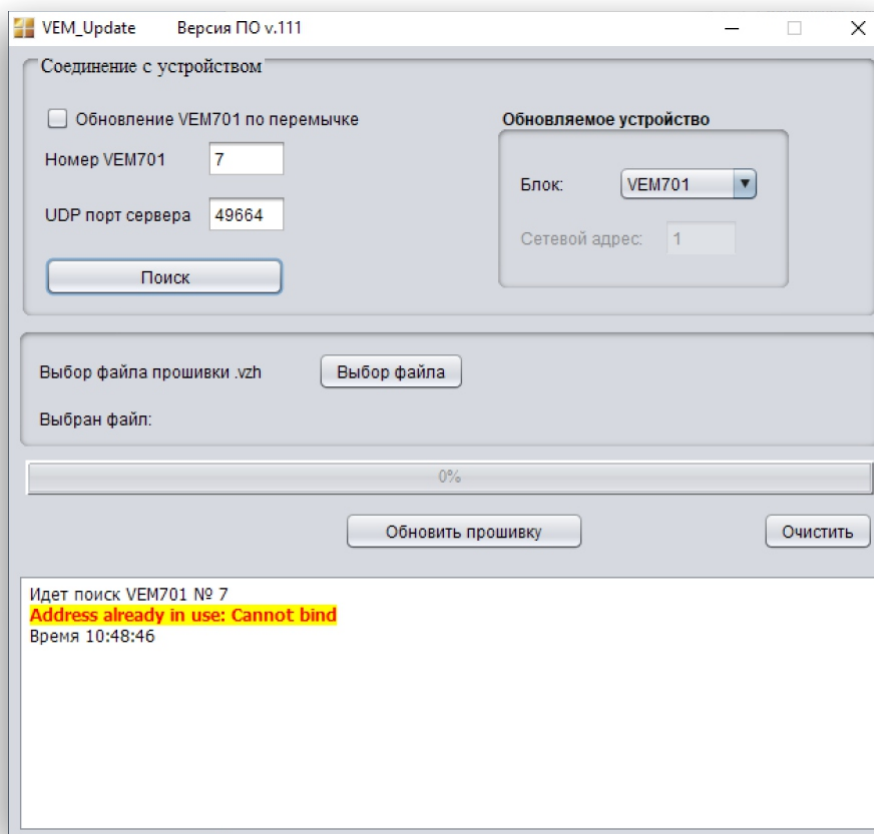 VEM_Update Версия ПО v.111
Соединение с устройством
Обновление VEM701 по перемычке
Номер VEM701 7
UDP порт сервера 49664
Поиск
Обновляемое устройство
Блок: VEM701
Сетевой адрес: 1
Выбор файла прошивки .vzh Выбор файла
Выбран файл:
0%
Обновить прошивку Очистить
Идет поиск VEM701 № 7
Address already in use: Cannot bind
Время 10:48:46